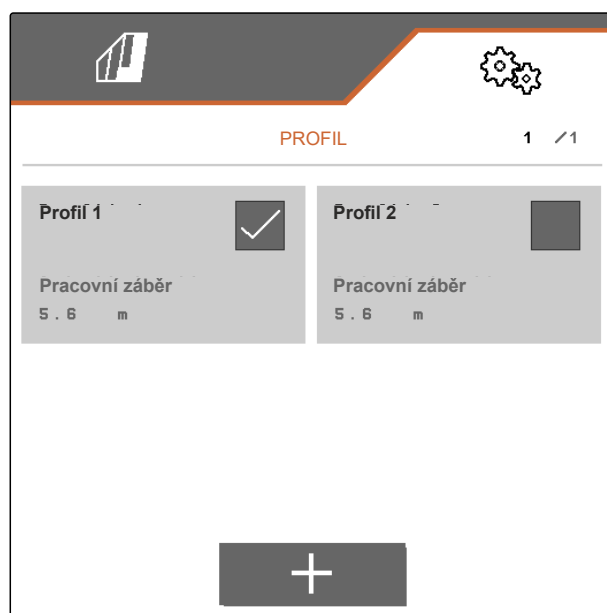 PROFIL 1 /1
Profil 1 Profil 2
Pracovní záběr Pracovní záběr
5.6 m 5.6 m